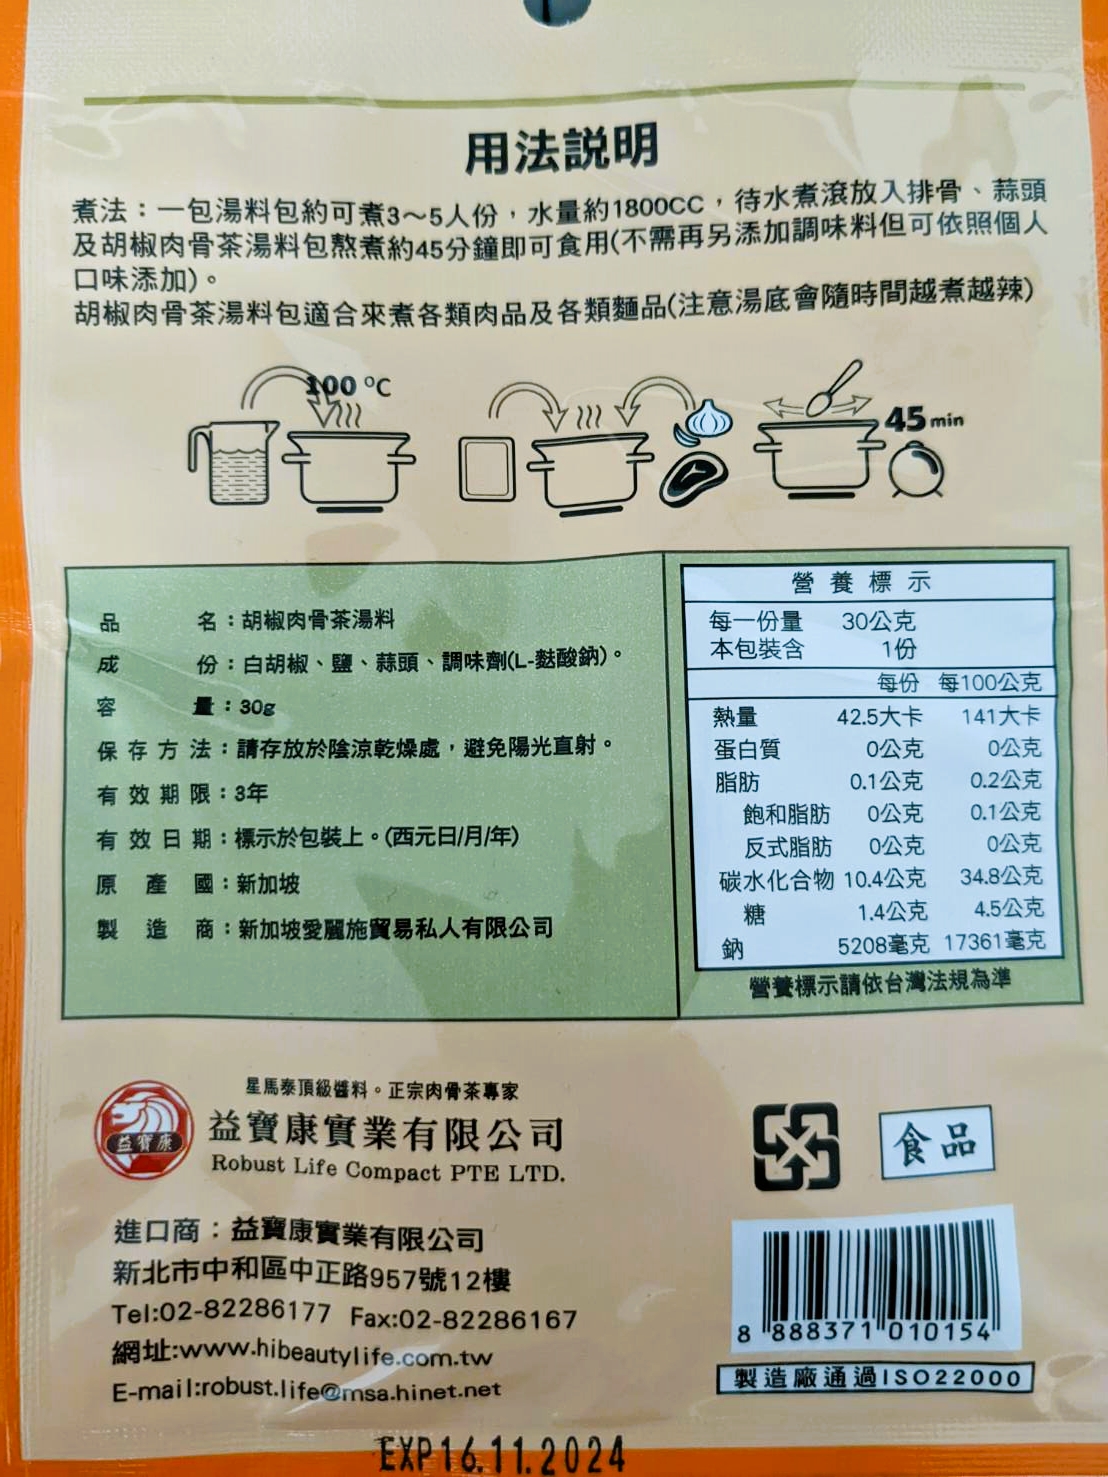 用法説明
煮法：一包湯料包約可煮3～5人份，水量約1800CC，待水煮滾放入排骨、蒜頭
及胡椒肉骨茶湯料包熬煮約45分鐘即可食用(不需再另添加調味料但可依照個人
口味添加)。
胡椒肉骨茶湯料包適合來煮各類肉品及各類麵品(注意湯底會隨時間越煮越辣)
100 °C
45 min
品名：胡椒肉骨茶湯料
成份：白胡椒、鹽、蒜頭、調味劑(L-麩酸鈉)。
容量：30g
保存方法：請存放於陰涼乾燥處，避免陽光直射。
有效期限：3年
有效日期：標示於包裝上。(西元日/月/年)
原產國：新加坡
製造商：新加坡愛麗施貿易私人有限公司
營養標示
每一份量 30公克
本包裝含 1份
每份 每100公克
熱量 42.5大卡 141大卡
蛋白質 0公克 0公克
脂肪 0.1公克 0.2公克
飽和脂肪 0公克 0.1公克
反式脂肪 0公克 0公克
碳水化合物 10.4公克 34.8公克
糖 1.4公克 4.5公克
鈉 5208毫克 17361毫克
營養標示請依台灣法規為準
星馬泰頂級醬料。正宗肉骨茶專家
益寶康
益寶康實業有限公司
Robust Life Compact PTE LTD.
食品
進口商：益寶康實業有限公司
新北市中和區中正路957號12樓
Tel:02-82286177 Fax:02-82286167
網址:www.hibeautylife.com.tw
E-mail:robust.life@msa.hinet.net
8 888371 010154
製造廠通過ISO22000
EXP 16.11.2024